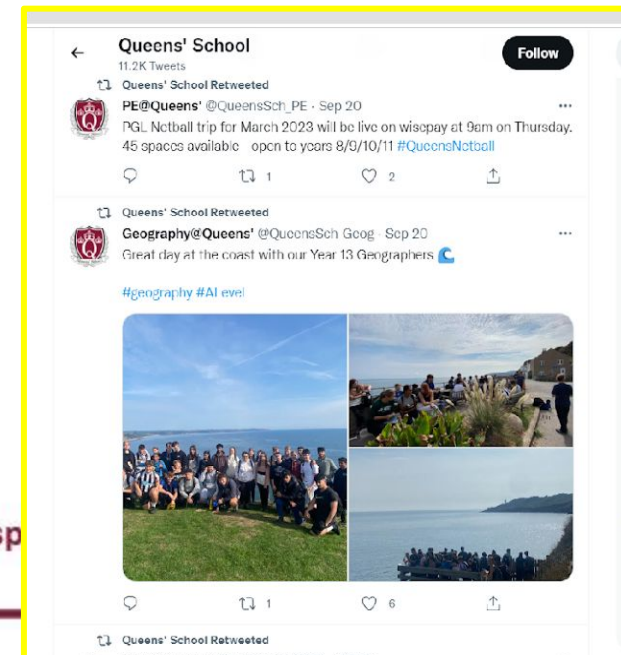 Queens' School
Follow
11.2K Tweets
Queens' School Retweeted
PE@Queens' @QueensSch_PE · Sep 20
PGL Netball trip for March 2023 will be live on wisepay at 9am on Thursday.
45 spaces available open to years 8/9/10/11 #QueensNetball
1 2
Queens' School Retweeted
Geography@Queens' @QueensSch Geog · Sep 20
Great day at the coast with our Year 13 Geographers 🌊
#geography #ALevel
1 6
sp
Queens' School Retweeted